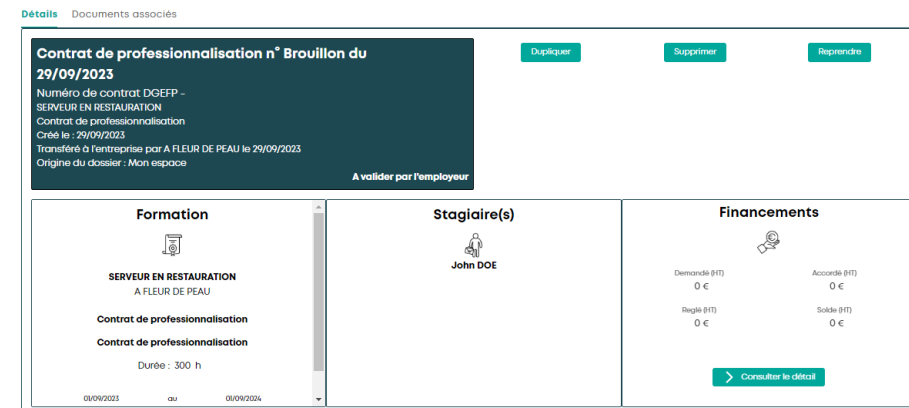 Détails Documents associés
Contrat de professionnalisation n° Brouillon du
29/09/2023
Numéro de contrat DGEFP -
SERVEUR EN RESTAURATION
Contrat de professionnalisation
Créé le : 29/09/2023
Transféré à l'entreprise par A FLEUR DE PEAU le 29/09/2023
Origine du dossier : Mon espace
A valider par l'employeur
Dupliquer
Supprimer
Reprendre
Formation
SERVEUR EN RESTAURATION
A FLEUR DE PEAU
Contrat de professionnalisation
Contrat de professionnalisation
Durée : 300 h
01/09/2023 au 01/09/2024
Stagiaire(s)
John DOE
Financements
Demandé (HT) Accordé (HT)
0 € 0 €
Reglé (HT) Solde (HT)
0 € 0 €
Consulter le détail